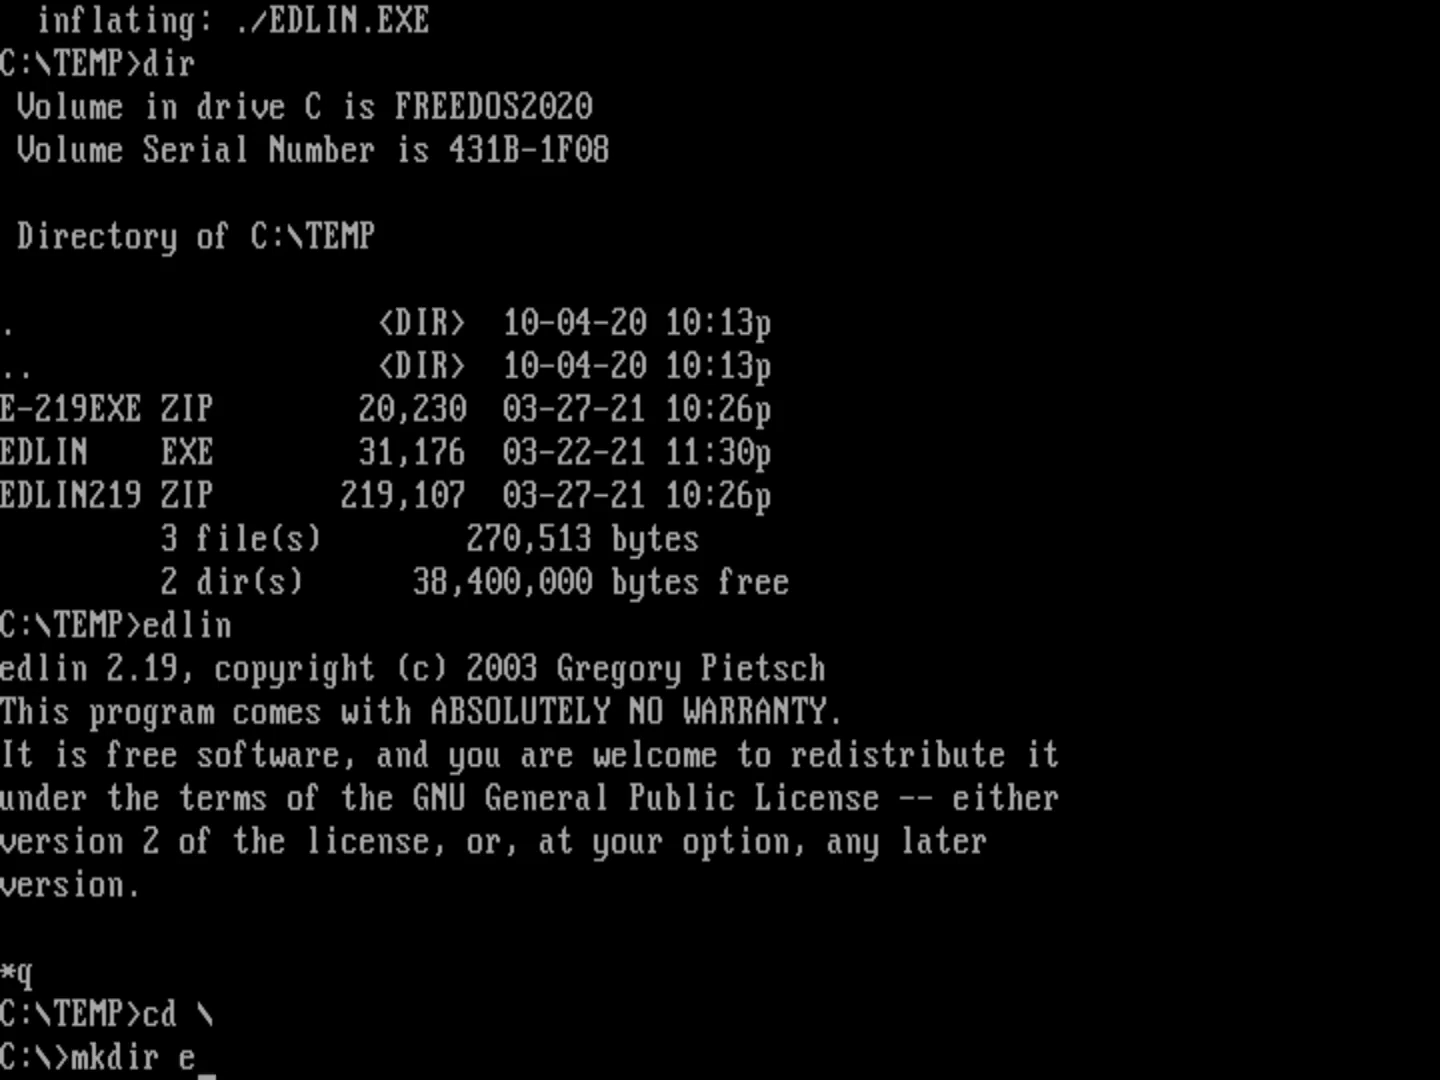 inflating: ./EDLIN.EXE
C:\TEMP>dir
Volume in drive C is FREEDOS2020
Volume Serial Number is 431B-1F08
Directory of C:\TEMP
. <DIR> 10-04-20 10:13p
.. <DIR> 10-04-20 10:13p
E-219EXE ZIP 20,230 03-27-21 10:26p
EDLIN EXE 31,176 03-22-21 11:30p
EDLIN219 ZIP 219,107 03-27-21 10:26p
3 file(s) 270,513 bytes
2 dir(s) 38,400,000 bytes free
C:\TEMP>edlin
edlin 2.19, copyright (c) 2003 Gregory Pietsch
This program comes with ABSOLUTELY NO WARRANTY.
It is free software, and you are welcome to redistribute it
under the terms of the GNU General Public License -- either
version 2 of the license, or, at your option, any later
version.
*q
C:\TEMP>cd \
C:\>mkdir e_